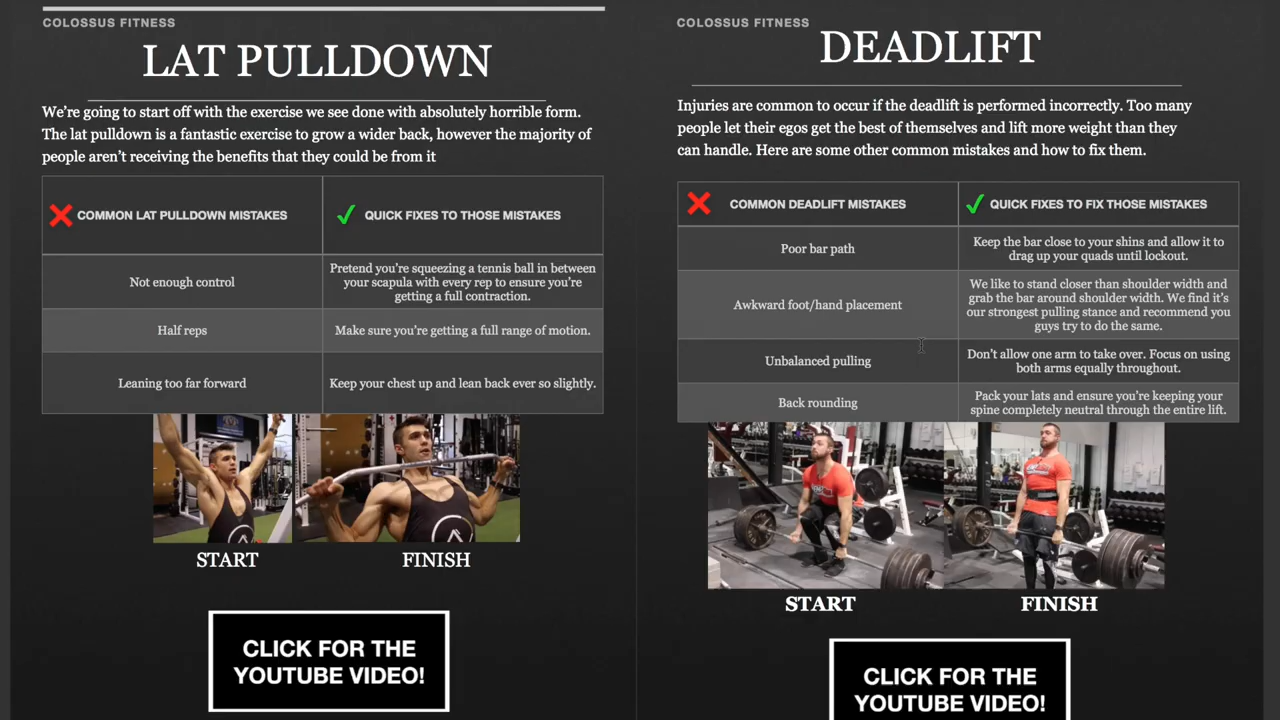 COLOSSUS FITNESS
LAT PULLDOWN
We're going to start off with the exercise we see done with absolutely horrible form.
The lat pulldown is a fantastic exercise to grow a wider back, however the majority of
people aren't receiving the benefits that they could be from it
COMMON LAT PULLDOWN MISTAKES
QUICK FIXES TO THOSE MISTAKES
Not enough control
Pretend you're squeezing a tennis ball in between
your scapula with every rep to ensure you're
getting a full contraction.
Half reps
Make sure you're getting a full range of motion.
Leaning too far forward
Keep your chest up and lean back ever so slightly.
START
FINISH
CLICK FOR THE
YOUTUBE VIDEO!
COLOSSUS FITNESS
DEADLIFT
Injuries are common to occur if the deadlift is performed incorrectly. Too many
people let their egos get the best of themselves and lift more weight than they
can handle. Here are some other common mistakes and how to fix them.
COMMON DEADLIFT MISTAKES
QUICK FIXES TO FIX THOSE MISTAKES
Poor bar path
Keep the bar close to your shins and allow it to
drag up your quads until lockout.
Awkward foot/hand placement
We like to stand closer than shoulder width and
grab the bar around shoulder width. We find it's
our strongest pulling stance and recommend you
guys try to do the same.
Unbalanced pulling
Don't allow one arm to take over. Focus on using
both arms equally throughout.
Back rounding
Pack your lats and ensure you're keeping your
spine completely neutral through the entire lift.
START
FINISH
CLICK FOR THE
YOUTUBE VIDEO!